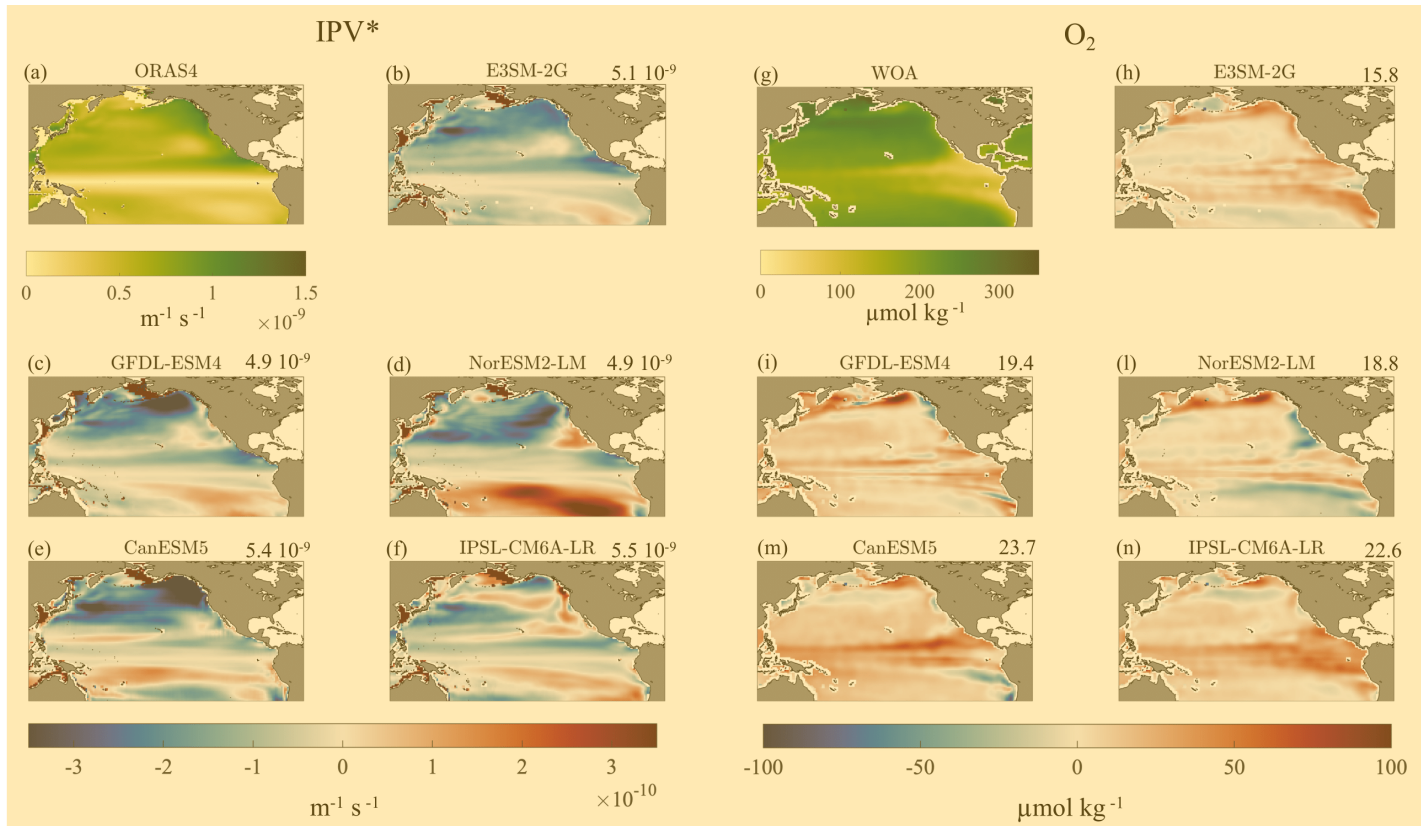 IPV*
O₂
(a) ORAS4
(b) E3SM-2G 5.1 10⁻⁹
(g) WOA
(h) E3SM-2G 15.8
0 0.5 1 1.5
m⁻¹ s⁻¹
×10⁻⁹
0 100 200 300
µmol kg⁻¹
(c) GFDL-ESM4 4.9 10⁻⁹
(d) NorESM2-LM 4.9 10⁻⁹
(i) GFDL-ESM4 19.4
(l) NorESM2-LM 18.8
(e) CanESM5 5.4 10⁻⁹
(f) IPSL-CM6A-LR 5.5 10⁻⁹
(m) CanESM5 23.7
(n) IPSL-CM6A-LR 22.6
-3 -2 -1 0 1 2 3
×10⁻¹⁰
m⁻¹ s⁻¹
-100 -50 0 50 100
µmol kg⁻¹